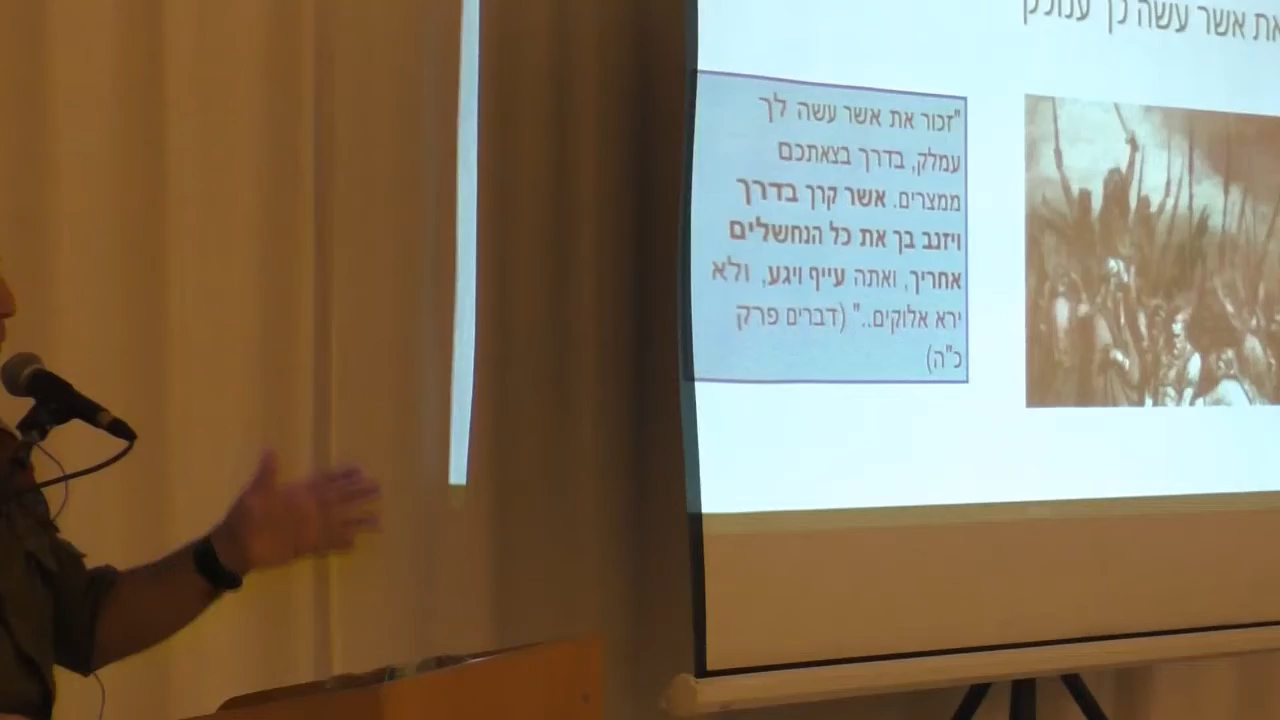 את אשר עשה לך עמלק
"זכור את אשר עשה לך
עמלק, בדרך בצאתכם
ממצרים. אשר קרך בדרך
ויזנב בך את כל הנחשלים
אחריך, ואתה עייף ויגע, ולא
ירא אלוקים.." (דברים פרק
כ"ה)